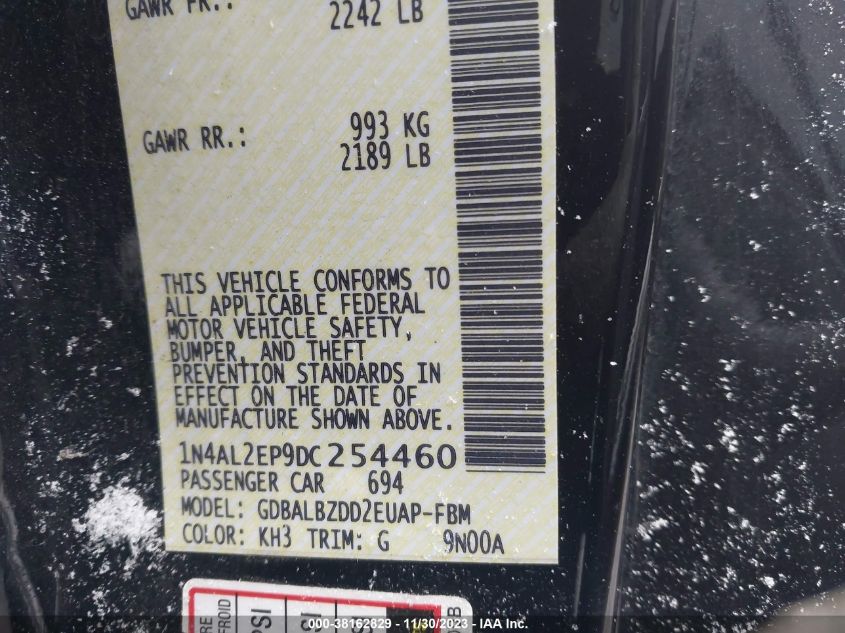 GAWR FR.:
2242 LB
GAWR RR.: 993 KG
2189 LB
THIS VEHICLE CONFORMS TO
ALL APPLICABLE FEDERAL
MOTOR VEHICLE SAFETY,
BUMPER, AND THEFT
PREVENTION STANDARDS IN
EFFECT ON THE DATE OF
MANUFACTURE SHOWN ABOVE.
1N4AL2EP9DC254460
PASSENGER CAR 694
MODEL: GDBALBZDD2EUAP-FBM
COLOR: KH3 TRIM: G 9N00A
FROID
PSI
000-38162829 - 11/30/2023 - IAA Inc.